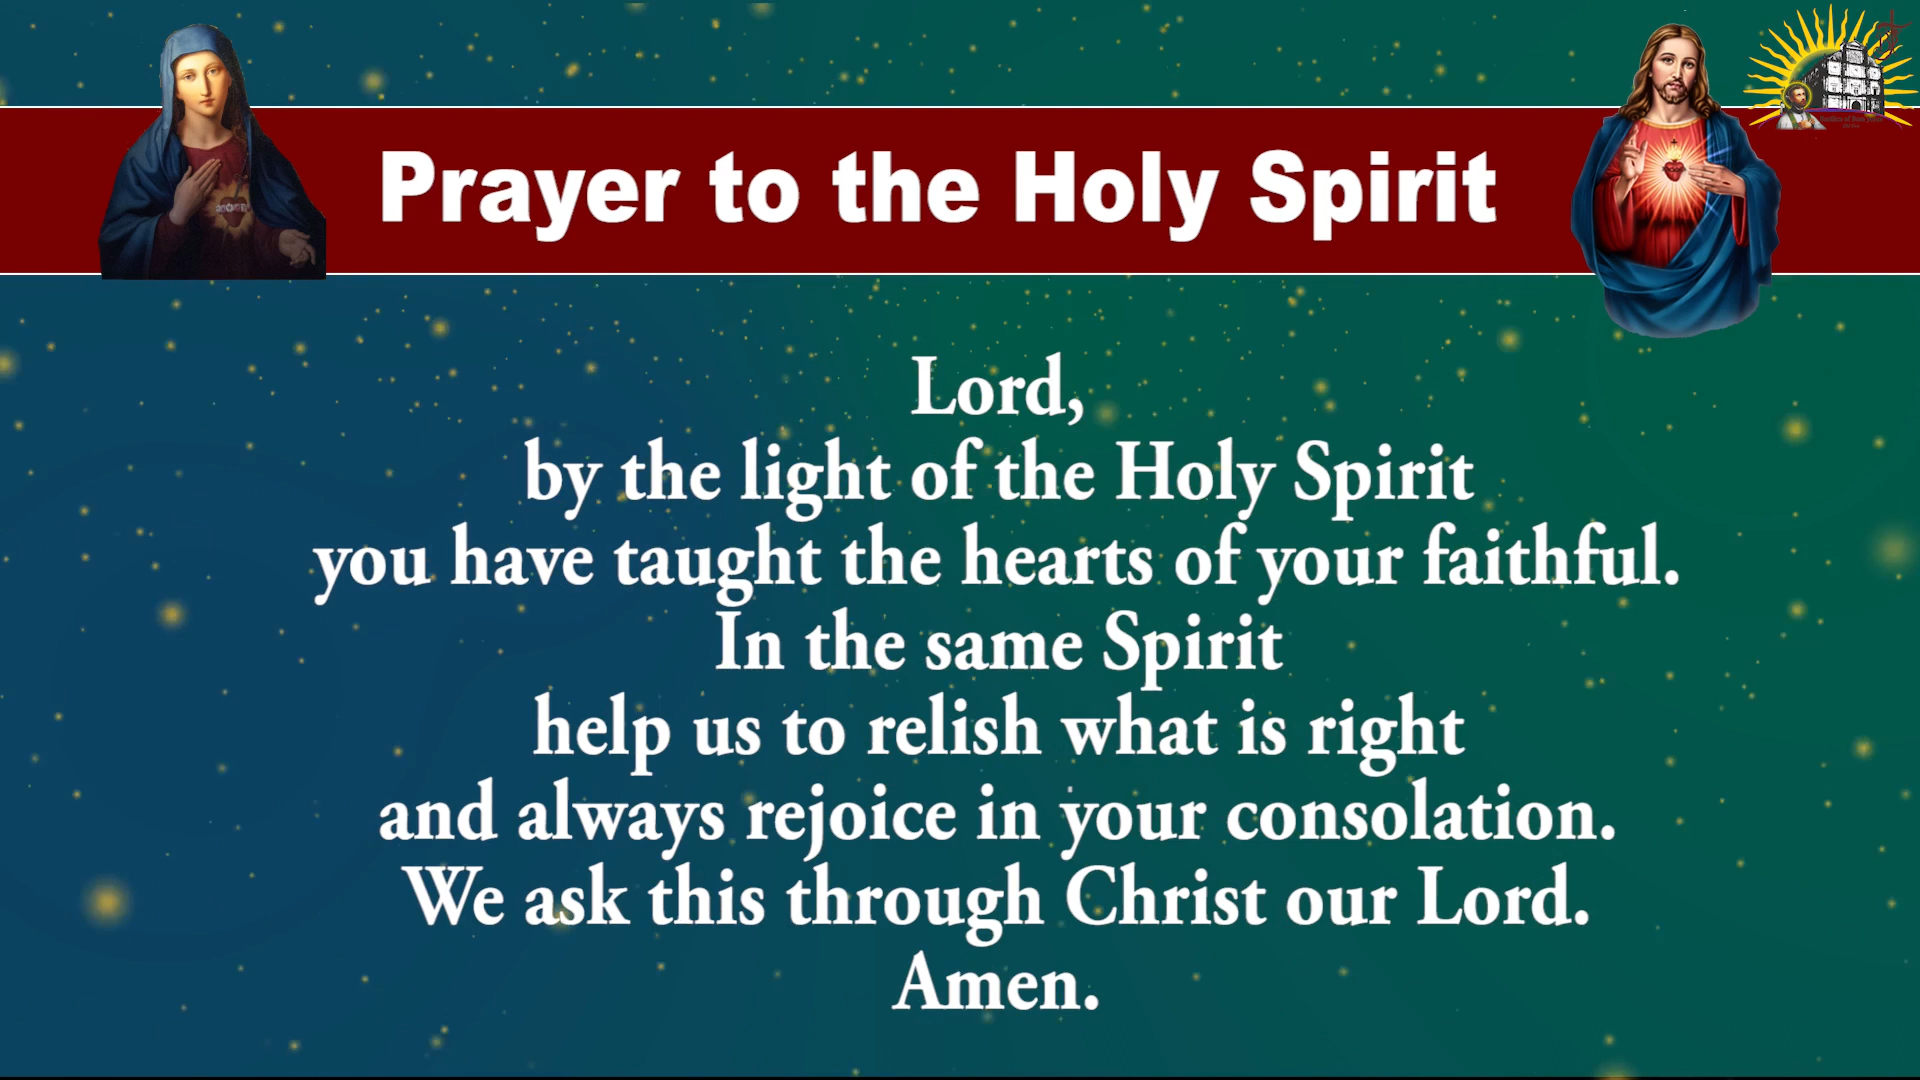 Prayer to the Holy Spirit
Lord,
by the light of the Holy Spirit
you have taught the hearts of your faithful.
In the same Spirit
help us to relish what is right
and always rejoice in your consolation.
We ask this through Christ our Lord.
Amen.